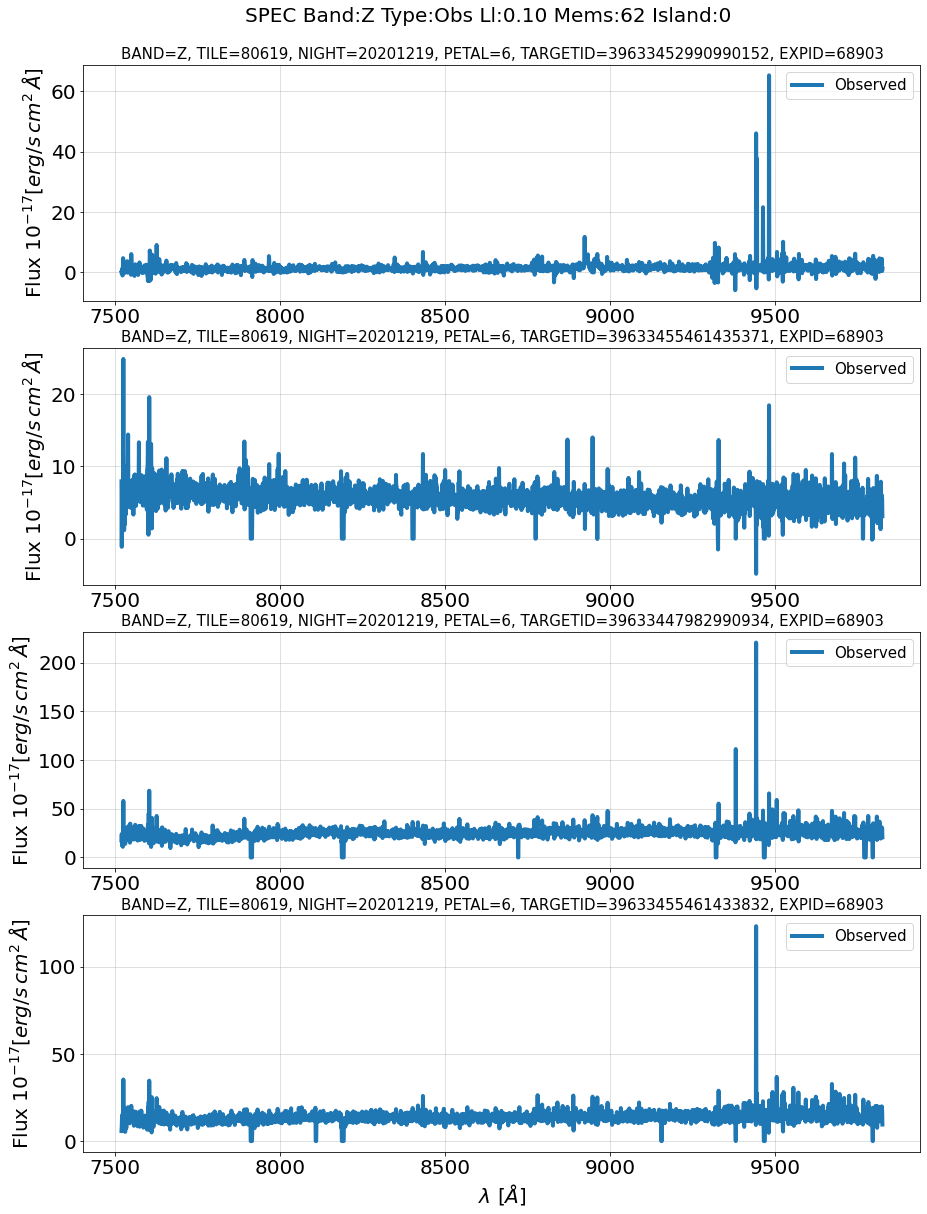 SPEC Band:Z Type:Obs Ll:0.10 Mems:62 Island:0
BAND=Z, TILE=80619, NIGHT=20201219, PETAL=6, TARGETID=39633452990990152, EXPID=68903
Flux 10^{-17}[erg/s cm^2 Å]
60
40
20
0
Observed
7500 8000 8500 9000 9500
BAND=Z, TILE=80619, NIGHT=20201219, PETAL=6, TARGETID=39633455461435371, EXPID=68903
Flux 10^{-17}[erg/s cm^2 Å]
20
10
0
Observed
7500 8000 8500 9000 9500
BAND=Z, TILE=80619, NIGHT=20201219, PETAL=6, TARGETID=39633447982990934, EXPID=68903
Flux 10^{-17}[erg/s cm^2 Å]
200
150
100
50
0
Observed
7500 8000 8500 9000 9500
BAND=Z, TILE=80619, NIGHT=20201219, PETAL=6, TARGETID=39633455461433832, EXPID=68903
Flux 10^{-17}[erg/s cm^2 Å]
100
50
0
Observed
7500 8000 8500 9000 9500
λ [Å]